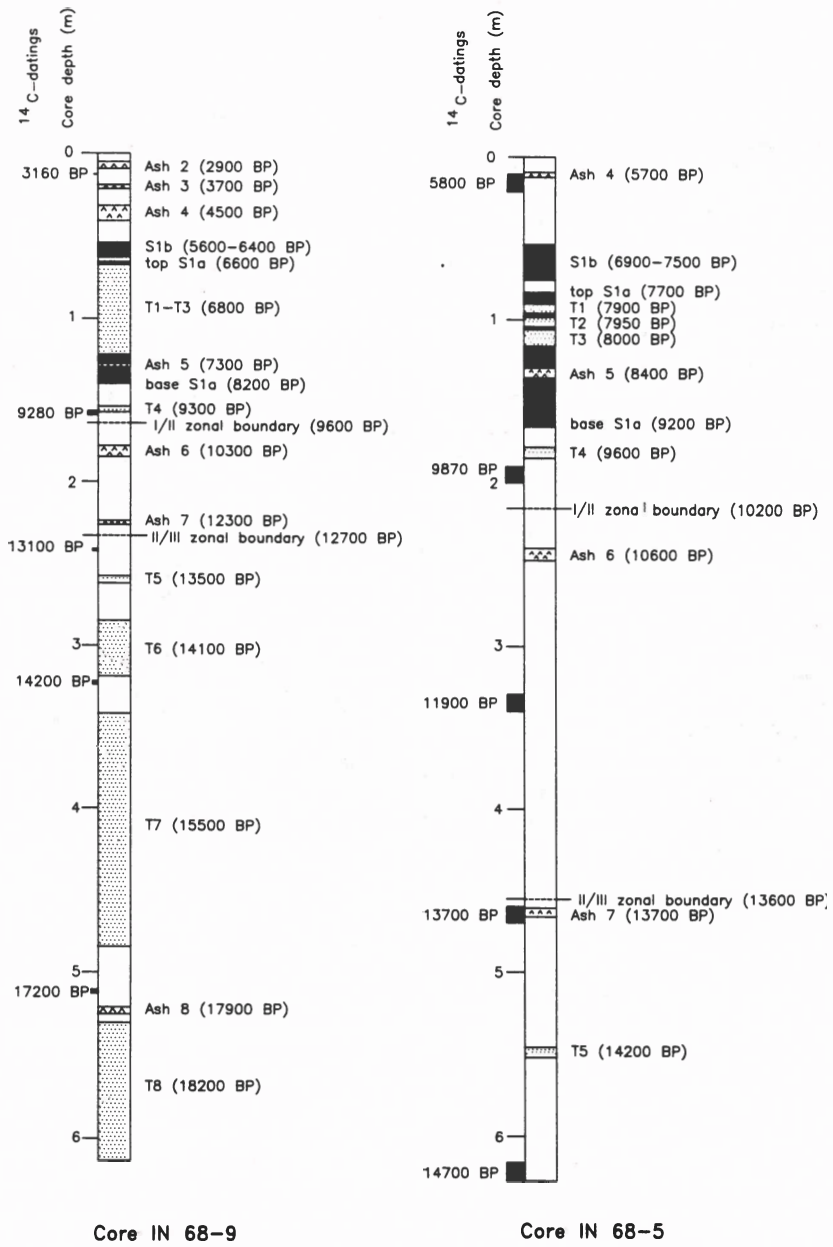 ¹⁴C-datings
Core depth (m)
0
3160 BP
Ash 2 (2900 BP)
Ash 3 (3700 BP)
Ash 4 (4500 BP)
S1b (5600-6400 BP)
top S1a (6600 BP)
T1-T3 (6800 BP)
1
Ash 5 (7300 BP)
base S1a (8200 BP)
9280 BP
T4 (9300 BP)
I/II zonal boundary (9600 BP)
Ash 6 (10300 BP)
2
Ash 7 (12300 BP)
II/III zonal boundary (12700 BP)
13100 BP
T5 (13500 BP)
3
T6 (14100 BP)
14200 BP
4
T7 (15500 BP)
5
17200 BP
Ash 8 (17900 BP)
T8 (18200 BP)
6
Core IN 68-9
¹⁴C-datings
Core depth (m)
0
Ash 4 (5700 BP)
5800 BP
S1b (6900-7500 BP)
top S1a (7700 BP)
T1 (7900 BP)
1
T2 (7950 BP)
T3 (8000 BP)
Ash 5 (8400 BP)
base S1a (9200 BP)
T4 (9600 BP)
9870 BP
2
I/II zonal boundary (10200 BP)
Ash 6 (10600 BP)
3
11900 BP
4
II/III zonal boundary (13600 BP)
13700 BP
Ash 7 (13700 BP)
5
T5 (14200 BP)
6
14700 BP
Core IN 68-5